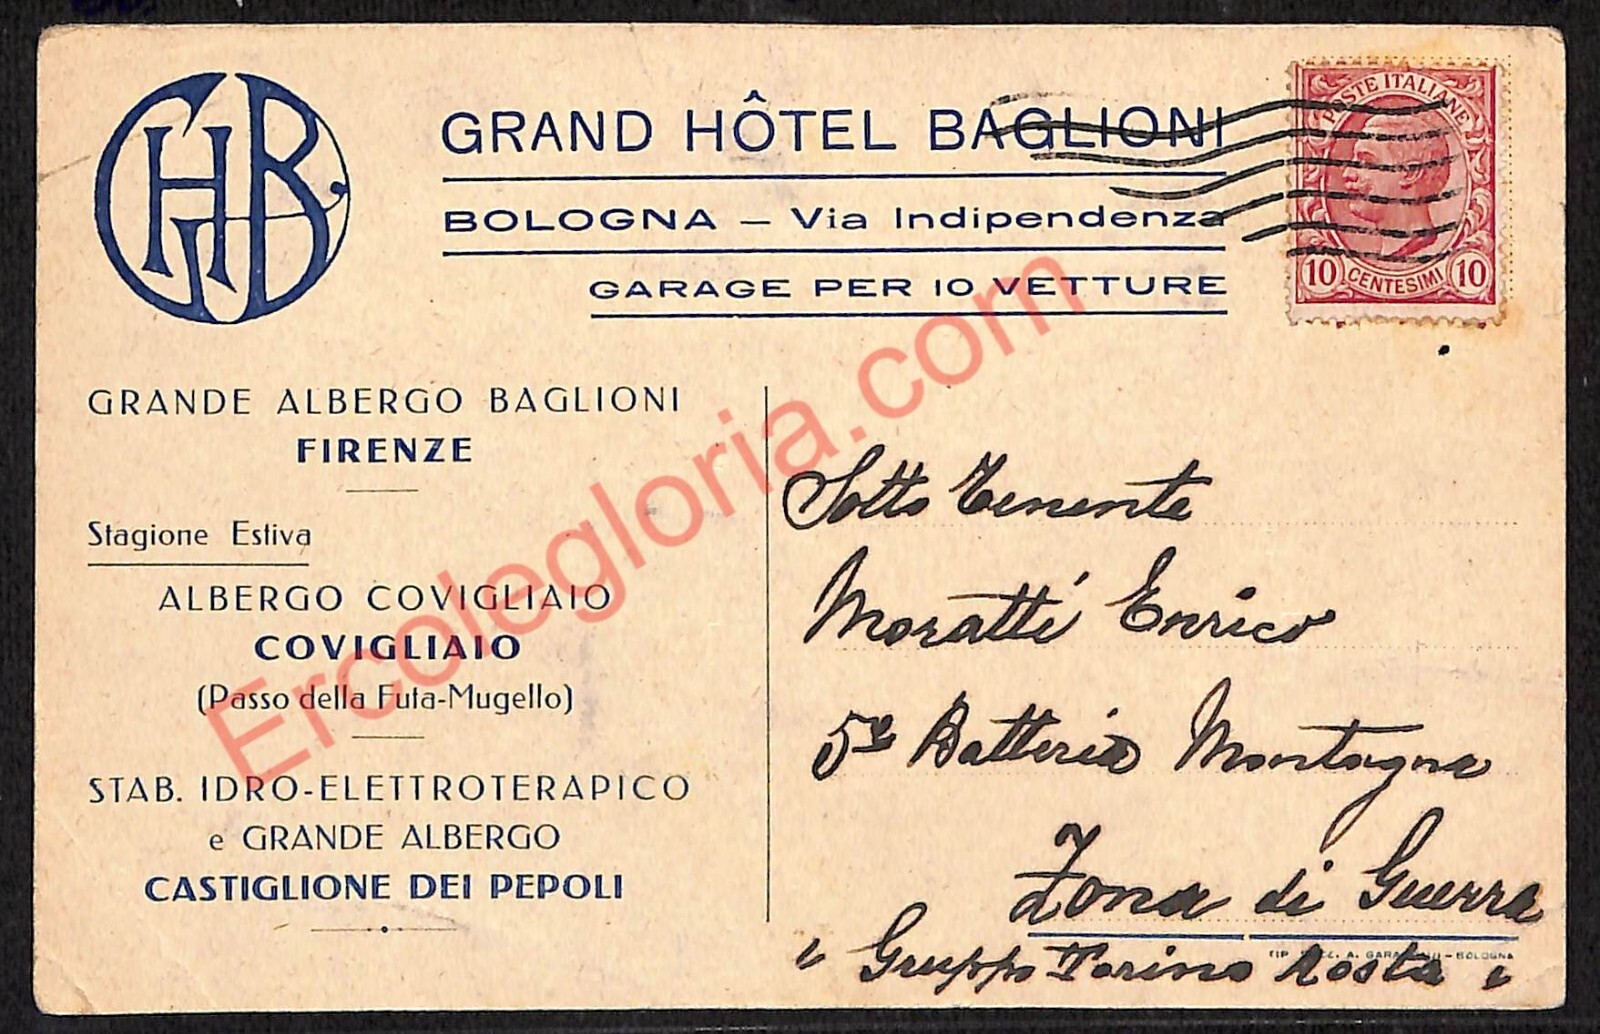 GHB
GRAND HÔTEL BAGLIONI
BOLOGNA – Via Indipendenza
GARAGE PER 10 VETTURE
POSTE ITALIANE
10 CENTESIMI 10
GRANDE ALBERGO BAGLIONI
FIRENZE
Stagione Estiva
ALBERGO COVIGLIAIO
COVIGLIAIO
(Passo della Futa-Mugello)
STAB. IDRO-ELETTROTERAPICO
e GRANDE ALBERGO
CASTIGLIONE DEI PEPOLI
Sotto Tenente
Moratti Enrico
5ª Batteria Montagna
Zona di Guerra
Gruppo Torino Aosta
TIP. A. - BOLOGNA
Ercolegloria.com